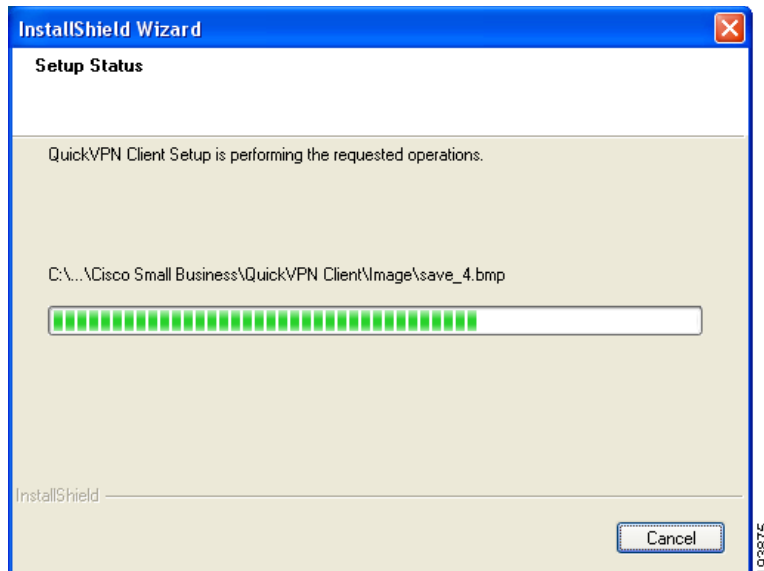 InstallShield Wizard
Setup Status
QuickVPN Client Setup is performing the requested operations.
C:\...\Cisco Small Business\QuickVPN Client\Image\save_4.bmp
InstallShield
Cancel